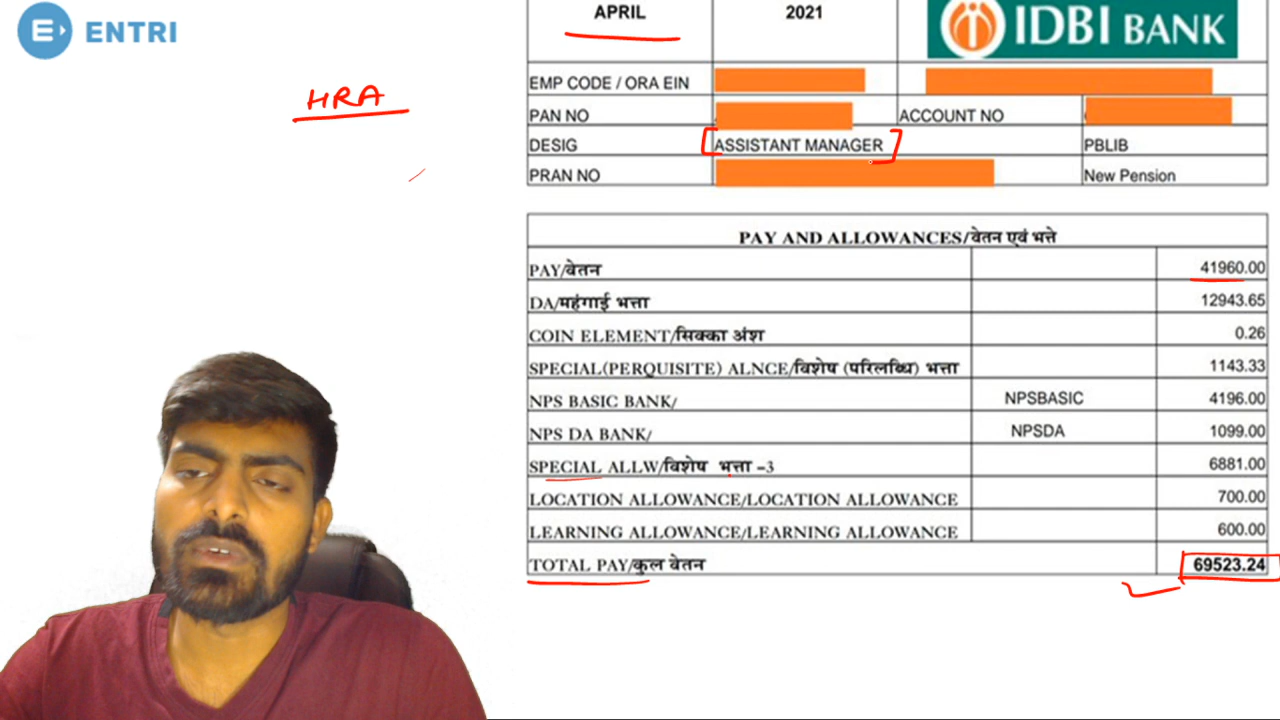 ENTRI
HRA
APRIL 2021 IDBI BANK
EMP CODE / ORA EIN
PAN NO ACCOUNT NO
DESIG ASSISTANT MANAGER PBLIB
PRAN NO New Pension
PAY AND ALLOWANCES/वेतन एवं भत्ते
PAY/वेतन 41960.00
DA/महंगाई भत्ता 12943.65
COIN ELEMENT/सिक्का अंश 0.26
SPECIAL(PERQUISITE) ALNCE/विशेष (परिलब्धि) भत्ता 1143.33
NPS BASIC BANK/ NPSBASIC 4196.00
NPS DA BANK/ NPSDA 1099.00
SPECIAL ALLW/विशेष भत्ता -3 6881.00
LOCATION ALLOWANCE/LOCATION ALLOWANCE 700.00
LEARNING ALLOWANCE/LEARNING ALLOWANCE 600.00
TOTAL PAY/कुल वेतन 69523.24